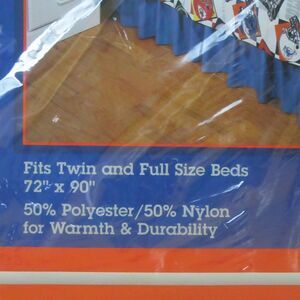 Fits Twin and Full Size Beds
72" x 90"
50% Polyester/50% Nylon
for Warmth & Durability